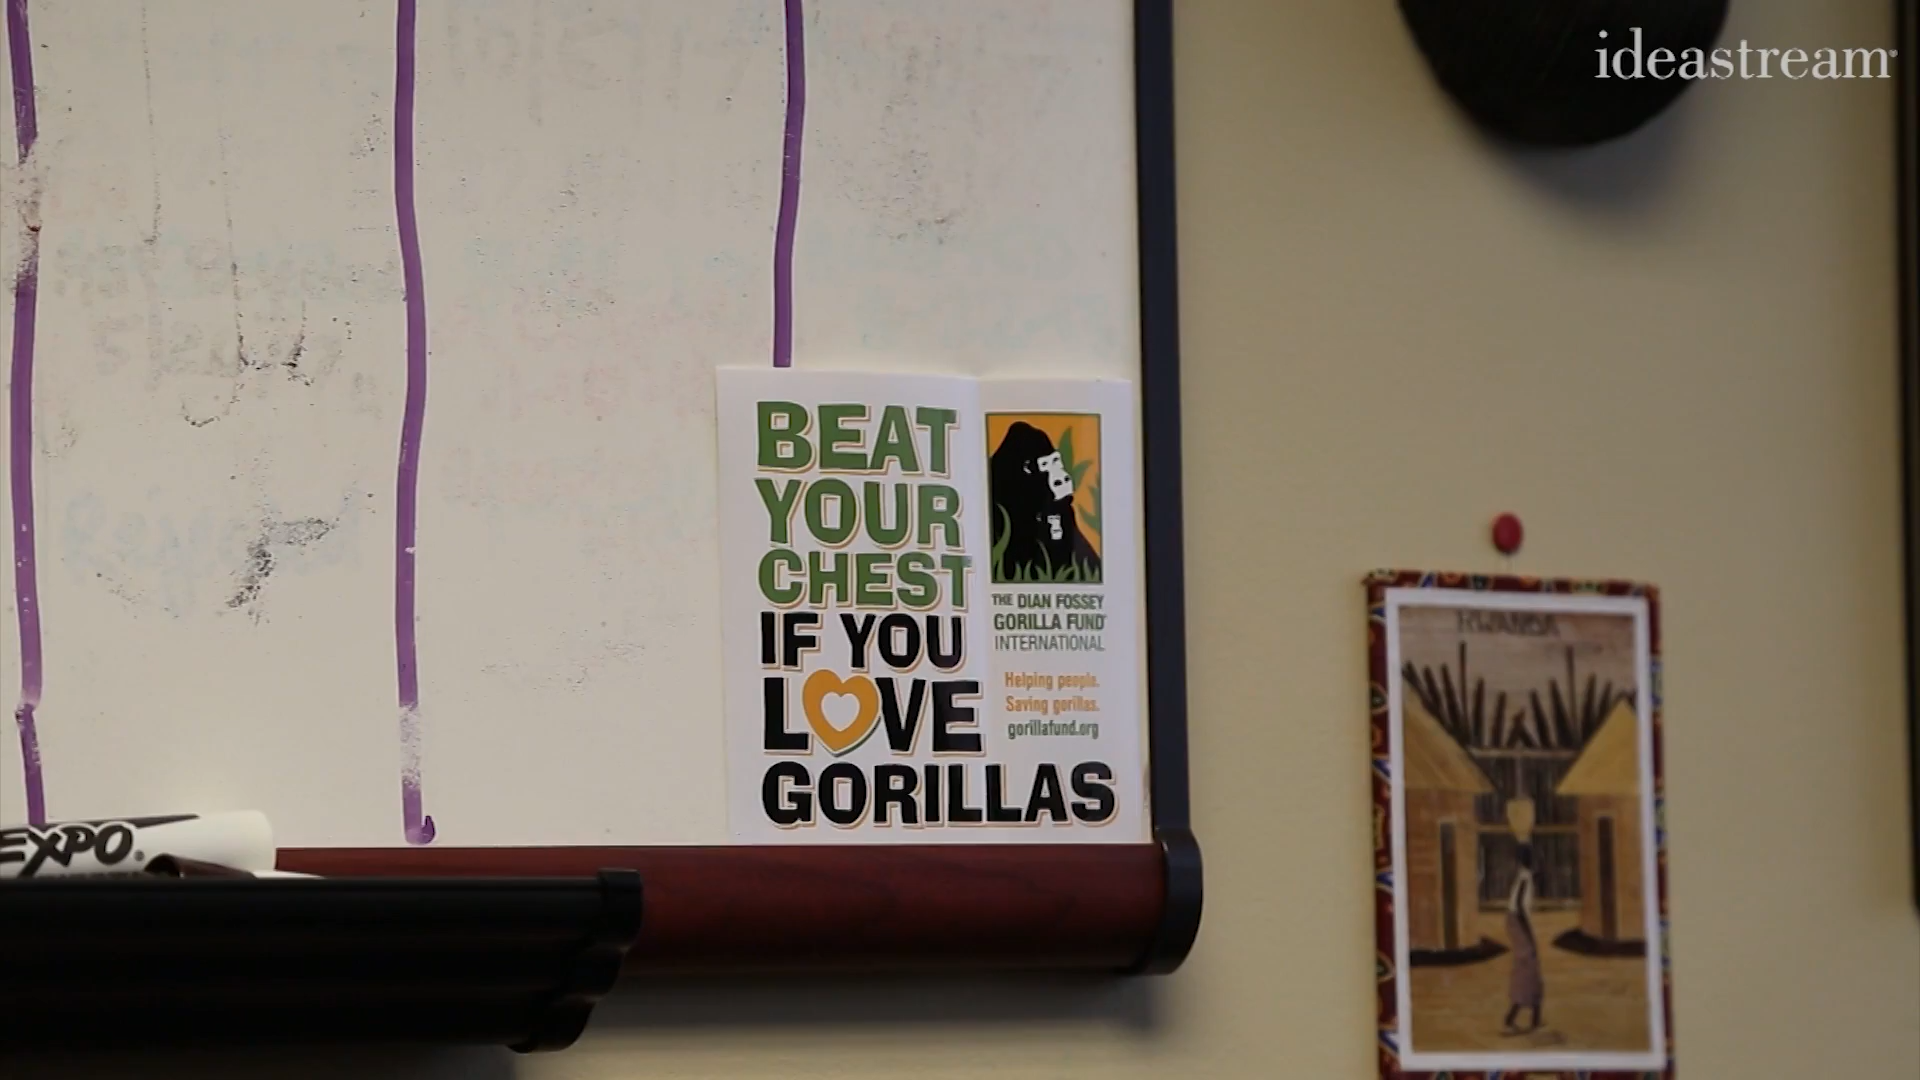 ideastream
BEAT
YOUR
CHEST
IF YOU
LOVE
GORILLAS
THE DIAN FOSSEY
GORILLA FUND
INTERNATIONAL
Helping people.
Saving gorillas.
gorillafund.org
RWANDA
EXPO